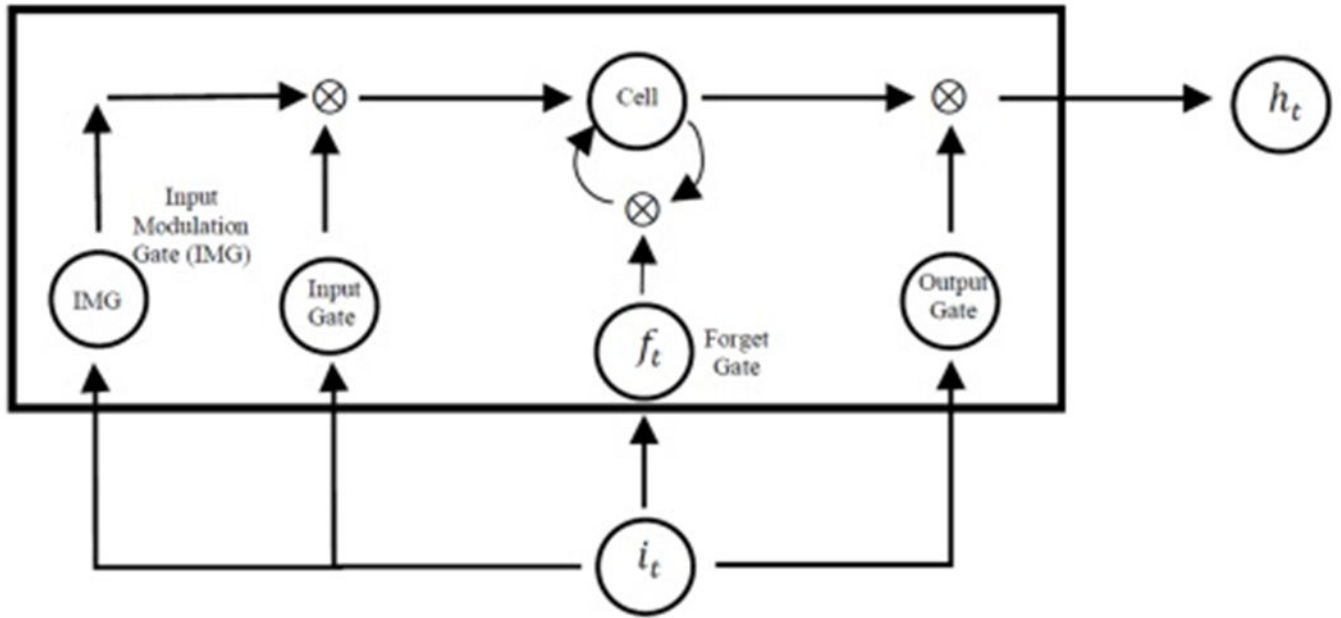 Cell
h_t
Input
Modulation
Gate (IMG)
IMG
Input
Gate
Output
Gate
f_t
Forget
Gate
i_t